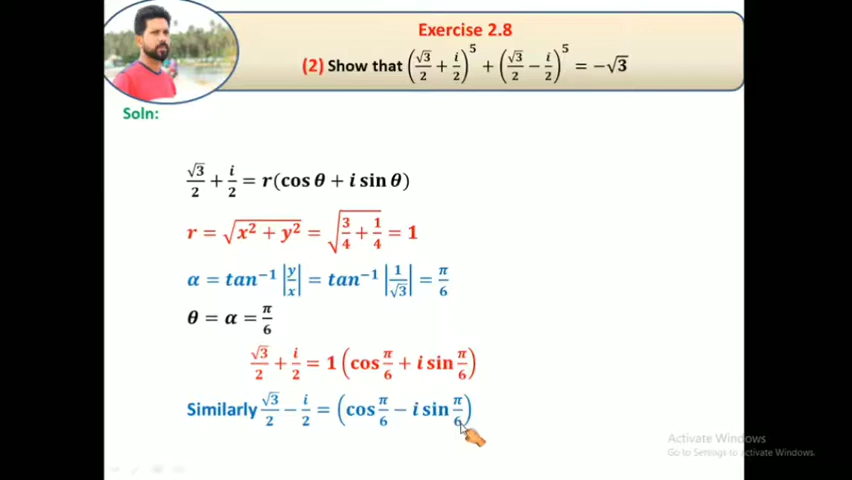 Exercise 2.8
(2) Show that (√3/2 + i/2)^5 + (√3/2 − i/2)^5 = −√3
Soln:
√3/2 + i/2 = r(cos θ + i sin θ)
r = √(x² + y²) = √(3/4 + 1/4) = 1
α = tan⁻¹ |y/x| = tan⁻¹ |1/√3| = π/6
θ = α = π/6
√3/2 + i/2 = 1 (cos π/6 + i sin π/6)
Similarly √3/2 − i/2 = (cos π/6 − i sin π/6)
Activate Windows
Go to Settings to activate Windows.